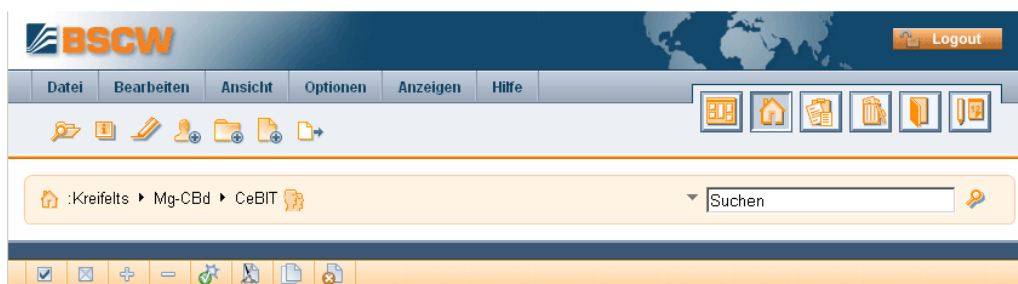 BSCW
Logout
Datei Bearbeiten Ansicht Optionen Anzeigen Hilfe
:Kreifelts Mg-CBd CeBIT
Suchen